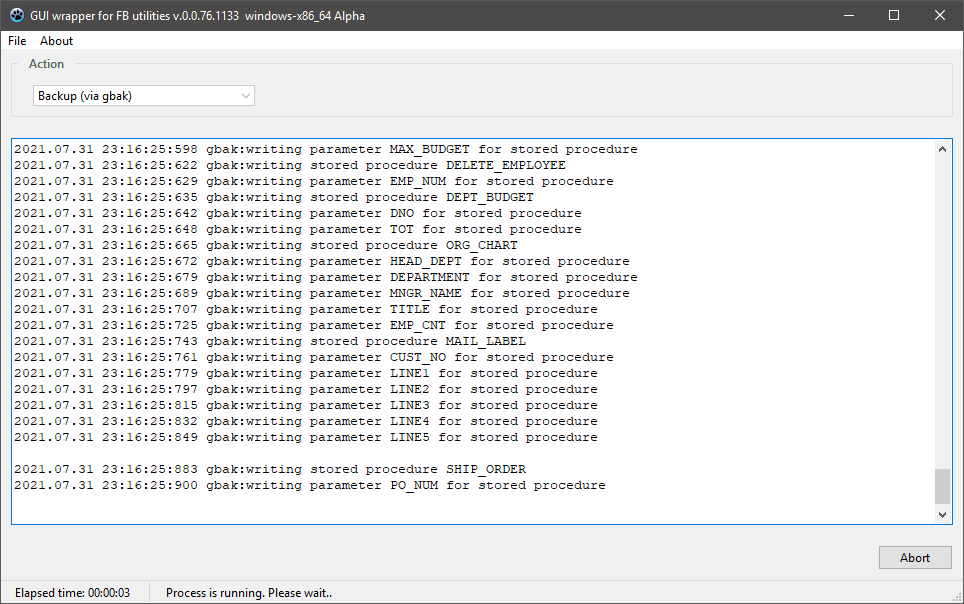 GUI wrapper for FB utilities v.0.0.76.1133  windows-x86_64 Alpha
File About
Action
Backup (via gbak)
2021.07.31 23:16:25:598 gbak:writing parameter MAX_BUDGET for stored procedure
2021.07.31 23:16:25:622 gbak:writing stored procedure DELETE_EMPLOYEE
2021.07.31 23:16:25:629 gbak:writing parameter EMP_NUM for stored procedure
2021.07.31 23:16:25:635 gbak:writing stored procedure DEPT_BUDGET
2021.07.31 23:16:25:642 gbak:writing parameter DNO for stored procedure
2021.07.31 23:16:25:648 gbak:writing parameter TOT for stored procedure
2021.07.31 23:16:25:665 gbak:writing stored procedure ORG_CHART
2021.07.31 23:16:25:672 gbak:writing parameter HEAD_DEPT for stored procedure
2021.07.31 23:16:25:679 gbak:writing parameter DEPARTMENT for stored procedure
2021.07.31 23:16:25:689 gbak:writing parameter MNGR_NAME for stored procedure
2021.07.31 23:16:25:707 gbak:writing parameter TITLE for stored procedure
2021.07.31 23:16:25:725 gbak:writing parameter EMP_CNT for stored procedure
2021.07.31 23:16:25:743 gbak:writing stored procedure MAIL_LABEL
2021.07.31 23:16:25:761 gbak:writing parameter CUST_NO for stored procedure
2021.07.31 23:16:25:779 gbak:writing parameter LINE1 for stored procedure
2021.07.31 23:16:25:797 gbak:writing parameter LINE2 for stored procedure
2021.07.31 23:16:25:815 gbak:writing parameter LINE3 for stored procedure
2021.07.31 23:16:25:832 gbak:writing parameter LINE4 for stored procedure
2021.07.31 23:16:25:849 gbak:writing parameter LINE5 for stored procedure
2021.07.31 23:16:25:883 gbak:writing stored procedure SHIP_ORDER
2021.07.31 23:16:25:900 gbak:writing parameter PO_NUM for stored procedure
Abort
Elapsed time: 00:00:03
Process is running. Please wait..